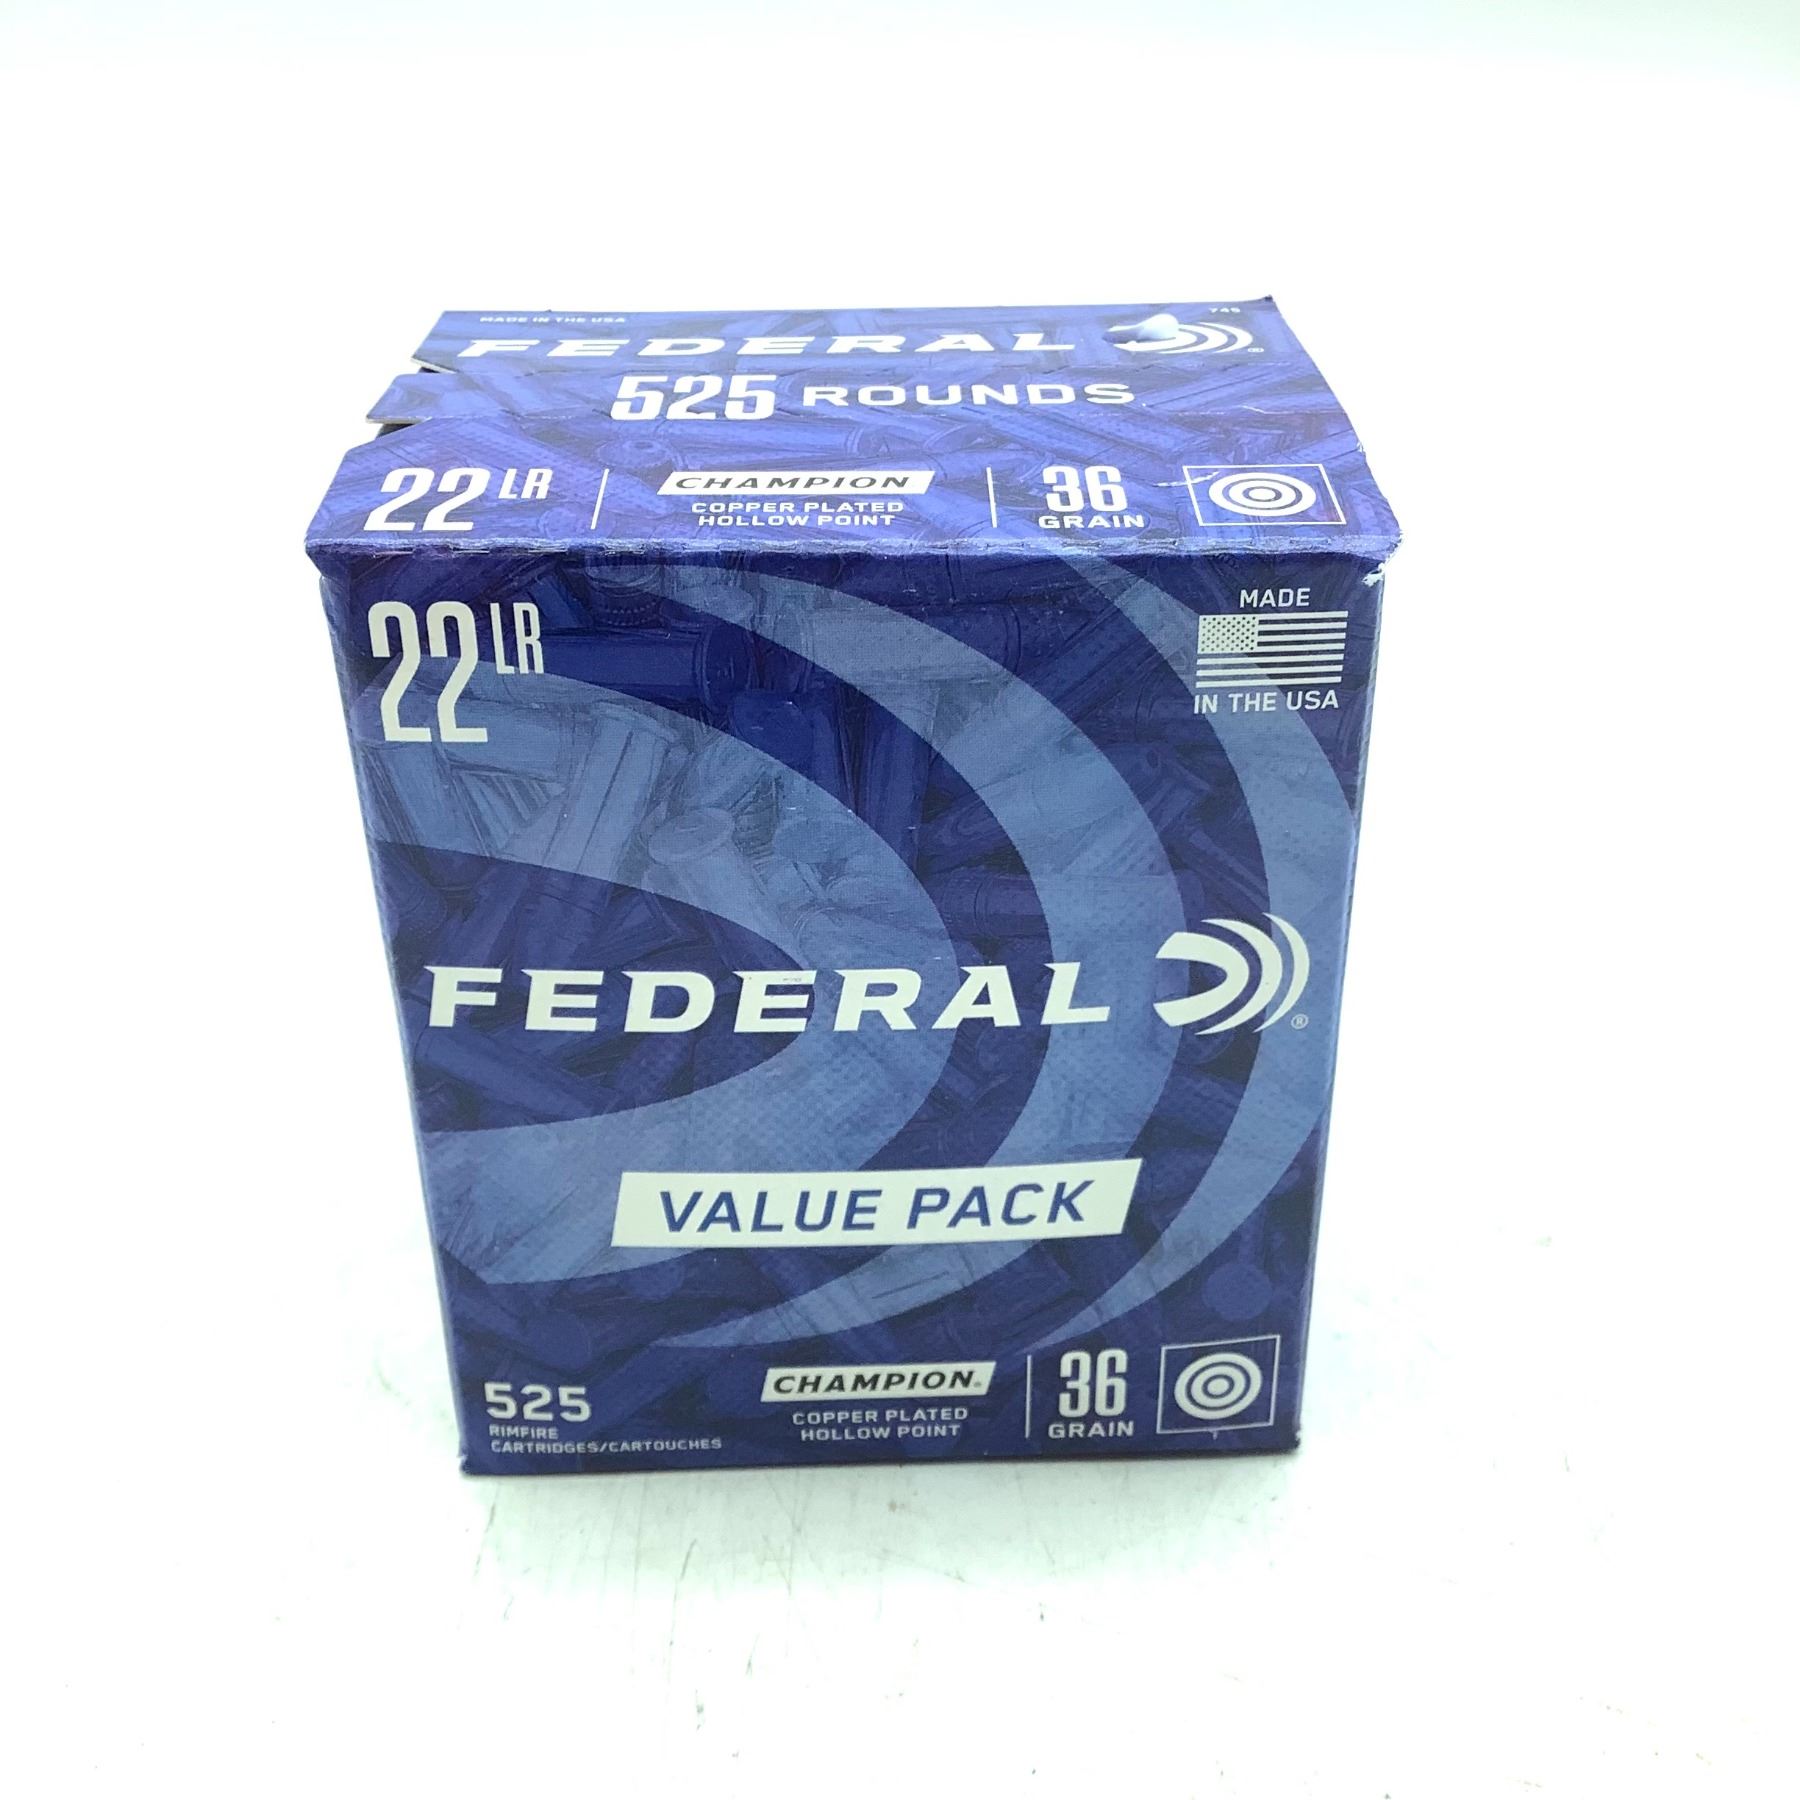 MADE IN THE USA 745
FEDERAL ®
525 ROUNDS
22 LR
CHAMPION
COPPER PLATED
HOLLOW POINT
36
GRAIN
22 LR
MADE
IN THE USA
FEDERAL ®
VALUE PACK
525
RIMFIRE
CARTRIDGES/CARTOUCHES
CHAMPION®
COPPER PLATED
HOLLOW POINT
36
GRAIN